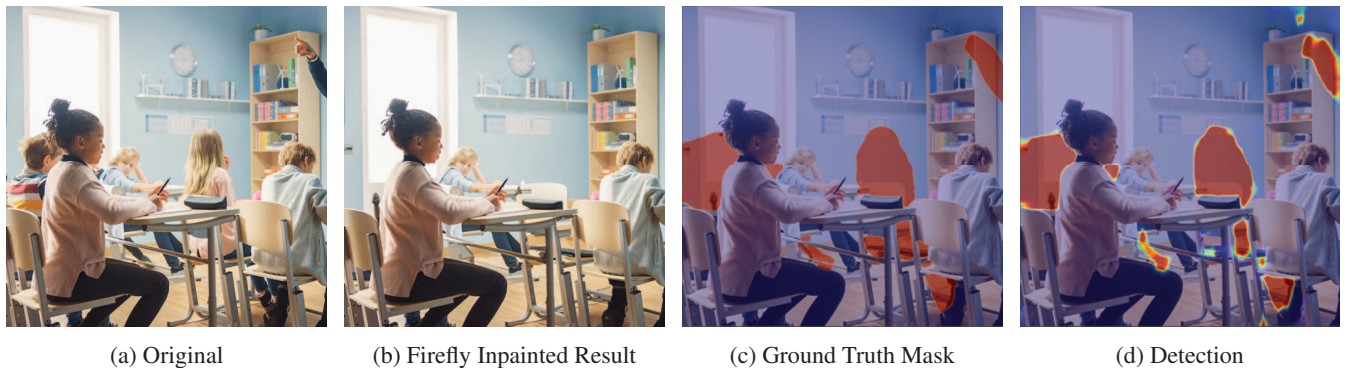 (a) Original
(b) Firefly Inpainted Result
(c) Ground Truth Mask
(d) Detection